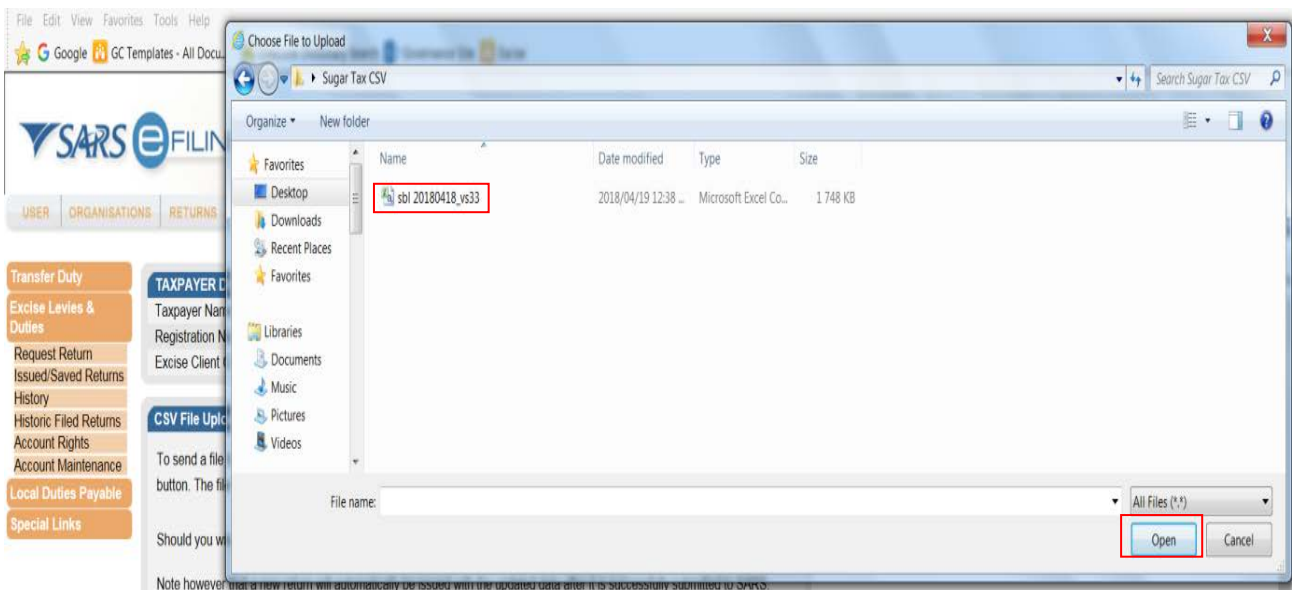 File Edit View Favorites Tools Help
Google GC Templates - All Docu...
Choose File to Upload
X
Sugar Tax CSV
Search Sugar Tax CSV
Organize New folder
SARS eFILIN
USER ORGANISATIONS RETURNS
Favorites
Desktop
Downloads
Recent Places
Favorites
Libraries
Documents
Music
Pictures
Videos
Name Date modified Type Size
sbl 20180418_vs33 2018/04/19 12:38 ... Microsoft Excel Co... 1 748 KB
File name: All Files (*.*)
Open Cancel
Transfer Duty
Excise Levies &
Duties
Request Return
Issued/Saved Returns
History
Historic Filed Returns
Account Rights
Account Maintenance
Local Duties Payable
Special Links
TAXPAYER D
Taxpayer Nam
Registration N
Excise Client
CSV File Uplo
To send a file
button. The fil
Should you wi
Note however that a new return will automatically be issued with the updated data after it is successfully submitted to SARS